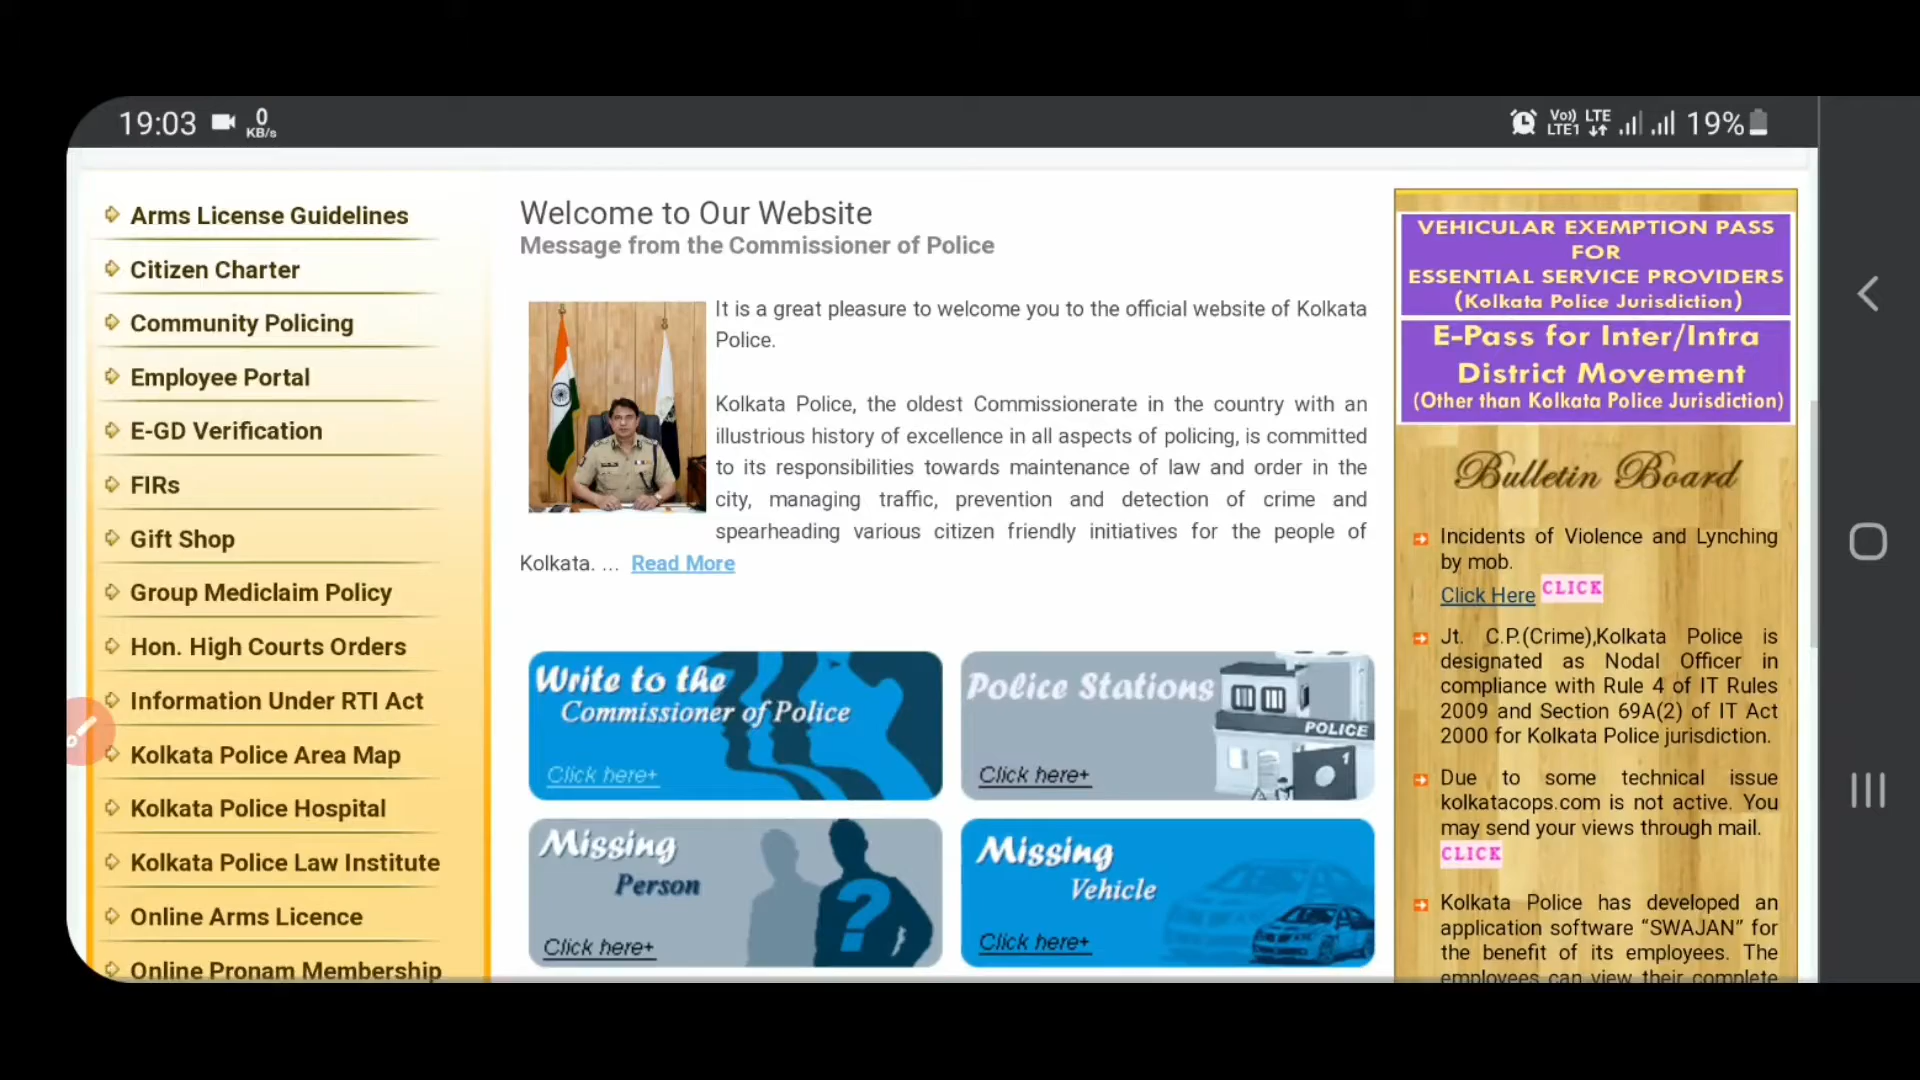 19:03
0
KB/s
Vo)) LTE
LTE1
19%
Arms License Guidelines
Citizen Charter
Community Policing
Employee Portal
E-GD Verification
FIRs
Gift Shop
Group Mediclaim Policy
Hon. High Courts Orders
Information Under RTI Act
Kolkata Police Area Map
Kolkata Police Hospital
Kolkata Police Law Institute
Online Arms Licence
Online Pronam Membership
Welcome to Our Website
Message from the Commissioner of Police
It is a great pleasure to welcome you to the official website of Kolkata
Police.
Kolkata Police, the oldest Commissionerate in the country with an
illustrious history of excellence in all aspects of policing, is committed
to its responsibilities towards maintenance of law and order in the
city, managing traffic, prevention and detection of crime and
spearheading various citizen friendly initiatives for the people of
Kolkata. ... Read More
Write to the
Commissioner of Police
Click here+
Police Stations
POLICE
1
Click here+
Missing
Person
?
Click here+
Missing
Vehicle
Click here+
VEHICULAR EXEMPTION PASS
FOR
ESSENTIAL SERVICE PROVIDERS
(Kolkata Police Jurisdiction)
E-Pass for Inter/Intra
District Movement
(Other than Kolkata Police Jurisdiction)
Bulletin Board
Incidents of Violence and Lynching
by mob.
Click Here CLICK
Jt. C.P.(Crime),Kolkata Police is
designated as Nodal Officer in
compliance with Rule 4 of IT Rules
2009 and Section 69A(2) of IT Act
2000 for Kolkata Police jurisdiction.
Due to some technical issue
kolkatacops.com is not active. You
may send your views through mail.
CLICK
Kolkata Police has developed an
application software “SWAJAN” for
the benefit of its employees. The
employees can view their complete